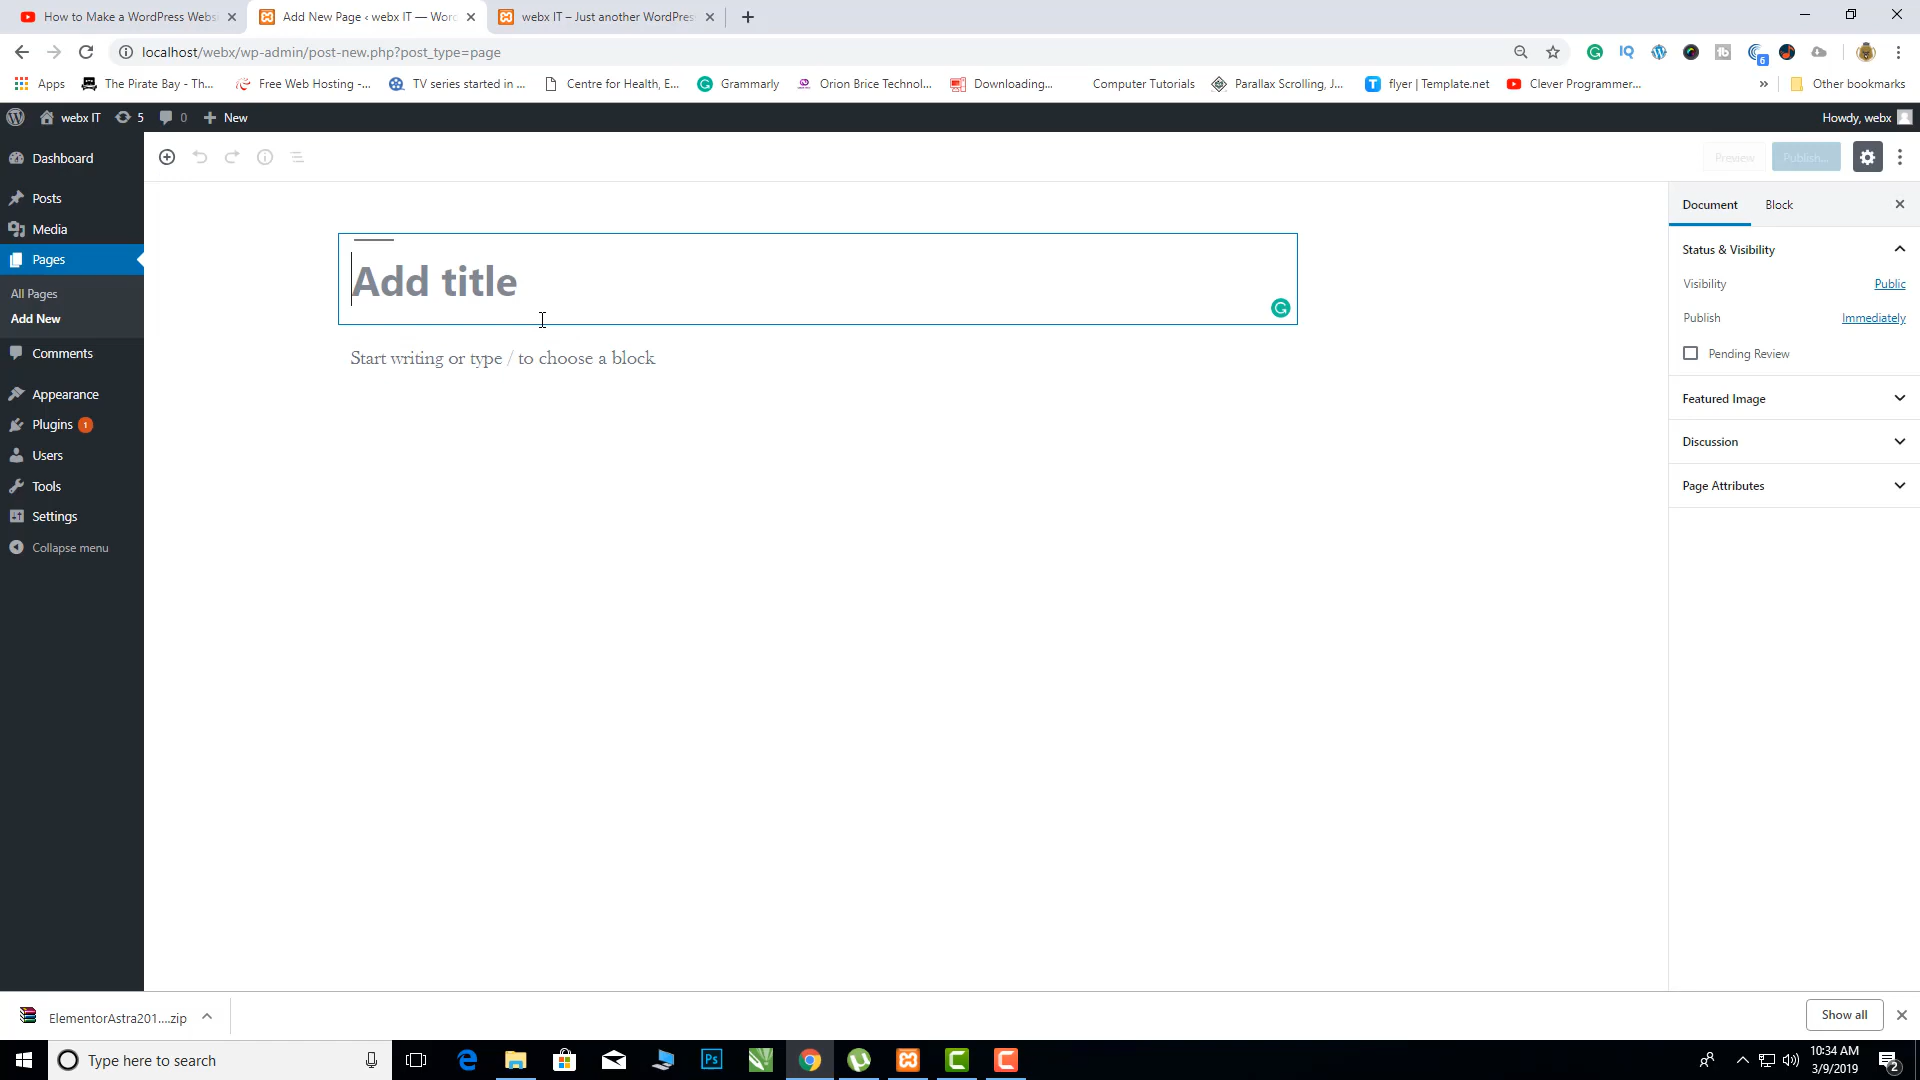 How to Make a WordPress Webs
Add New Page ‹ webx IT — Wor
webx IT – Just another WordPres
localhost/webx/wp-admin/post-new.php?post_type=page
Apps
The Pirate Bay - Th...
Free Web Hosting -...
TV series started in ...
Centre for Health, E...
Grammarly
Orion Brice Technol...
Downloading...
Computer Tutorials
Parallax Scrolling, J...
flyer | Template.net
Clever Programmer...
»
Other bookmarks
webx IT
5
0
New
Howdy, webx
Dashboard
Posts
Media
Pages
All Pages
Add New
Comments
Appearance
Plugins 1
Users
Tools
Settings
Collapse menu
Preview
Publish...
Add title
Start writing or type / to choose a block
Document
Block
Status & Visibility
Visibility
Public
Publish
Immediately
Pending Review
Featured Image
Discussion
Page Attributes
ElementorAstra201....zip
Show all
Type here to search
Ps
10:34 AM
3/9/2019
2